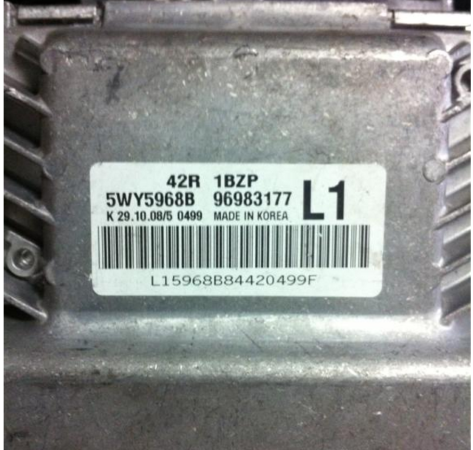 42R 1BZP
5WY5968B 96983177 L1
K 29.10.08/5 0499 MADE IN KOREA
L15968B84420499F